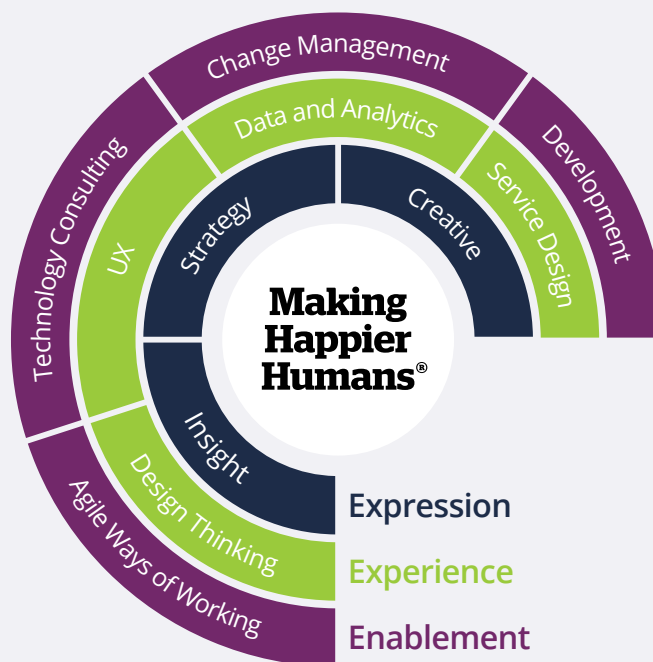 Change Management
Data and Analytics
Development
Service Design
Technology Consulting
UX
Strategy
Creative
Making
Happier
Humans®
Insight
Design Thinking
Agile Ways of Working
Expression
Experience
Enablement